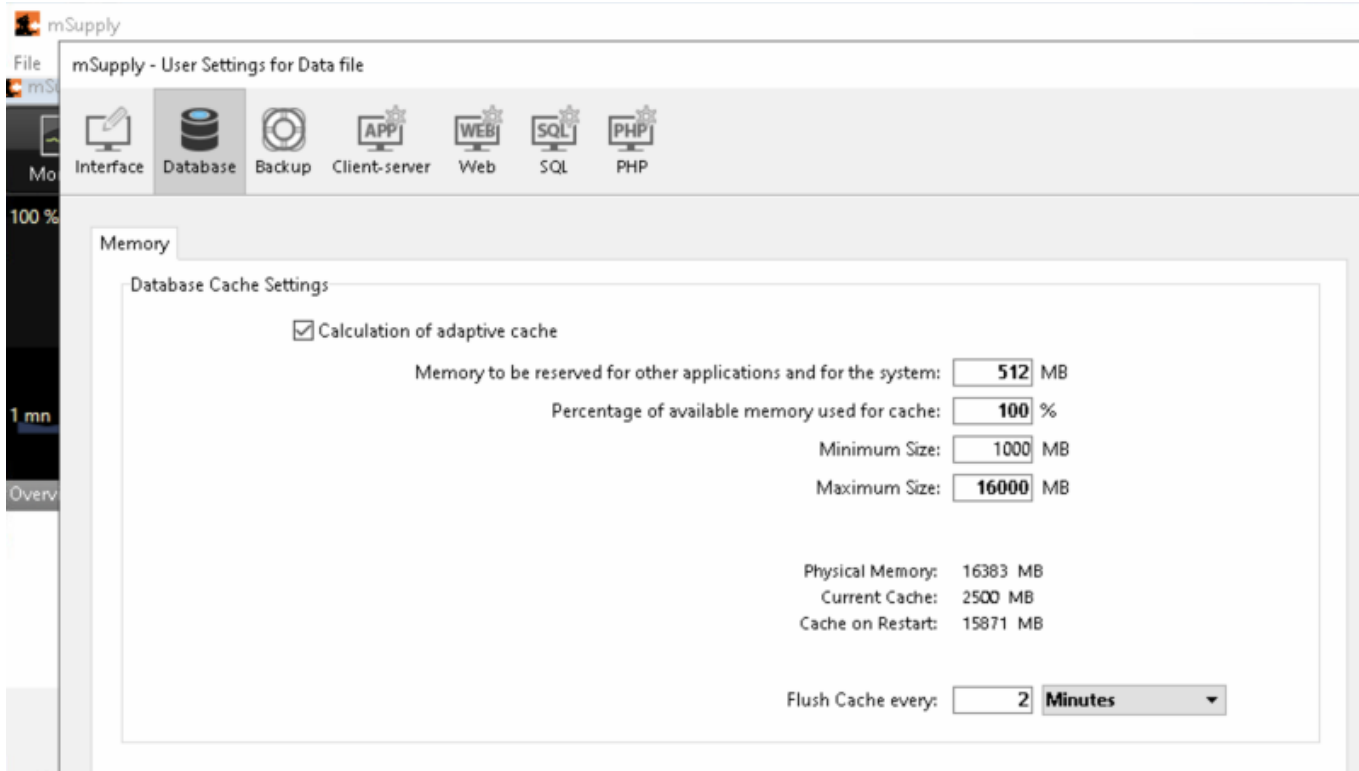 mSupply
File
mSupply - User Settings for Data file
Interface
Database
Backup
APP
Client-server
WEB
Web
SQL
SQL
PHP
PHP
100 %
Memory
Database Cache Settings
Calculation of adaptive cache
Memory to be reserved for other applications and for the system: 512 MB
Percentage of available memory used for cache: 100 %
1 mn
Minimum Size: 1000 MB
Maximum Size: 16000 MB
Physical Memory: 16383 MB
Current Cache: 2500 MB
Cache on Restart: 15871 MB
Flush Cache every: 2 Minutes